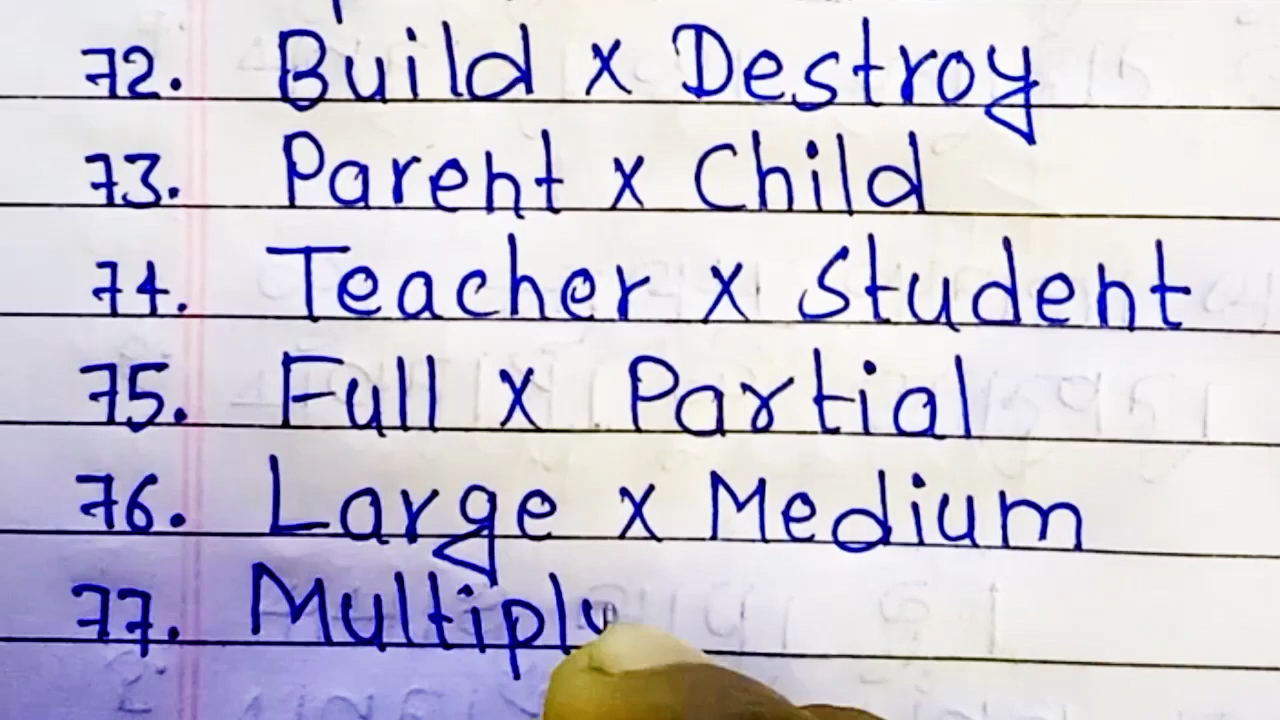 72. Build x Destroy
73. Parent x Child
74. Teacher x Student
75. Full x Partial
76. Large x Medium
77. Multiply